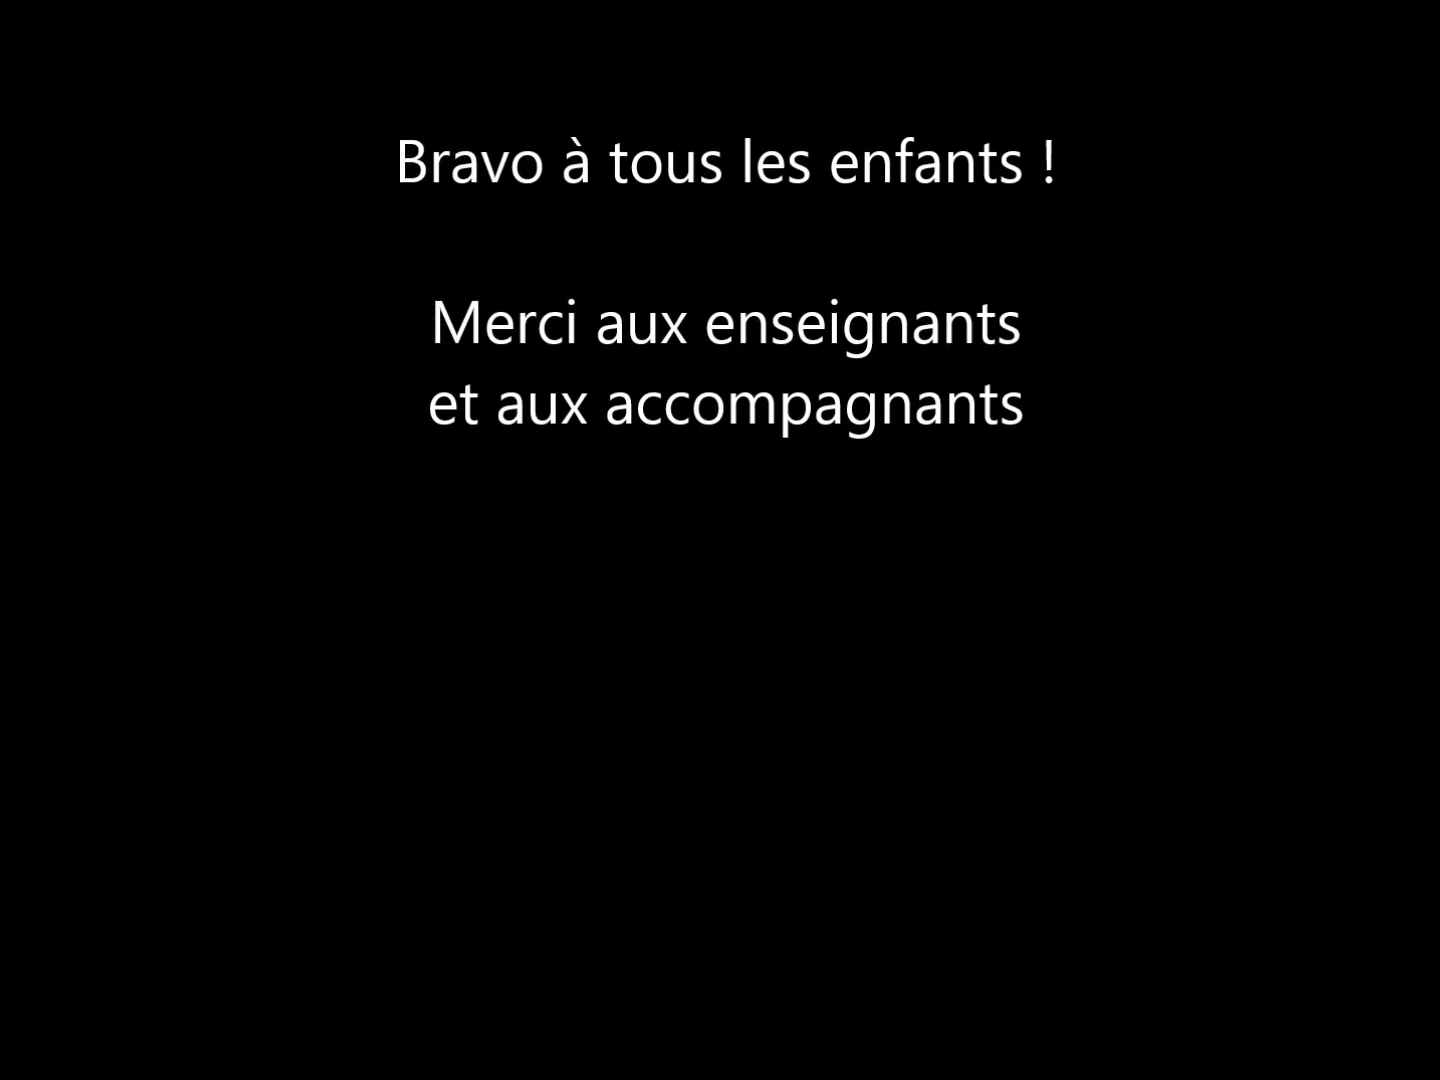 Bravo à tous les enfants !
Merci aux enseignants
et aux accompagnants